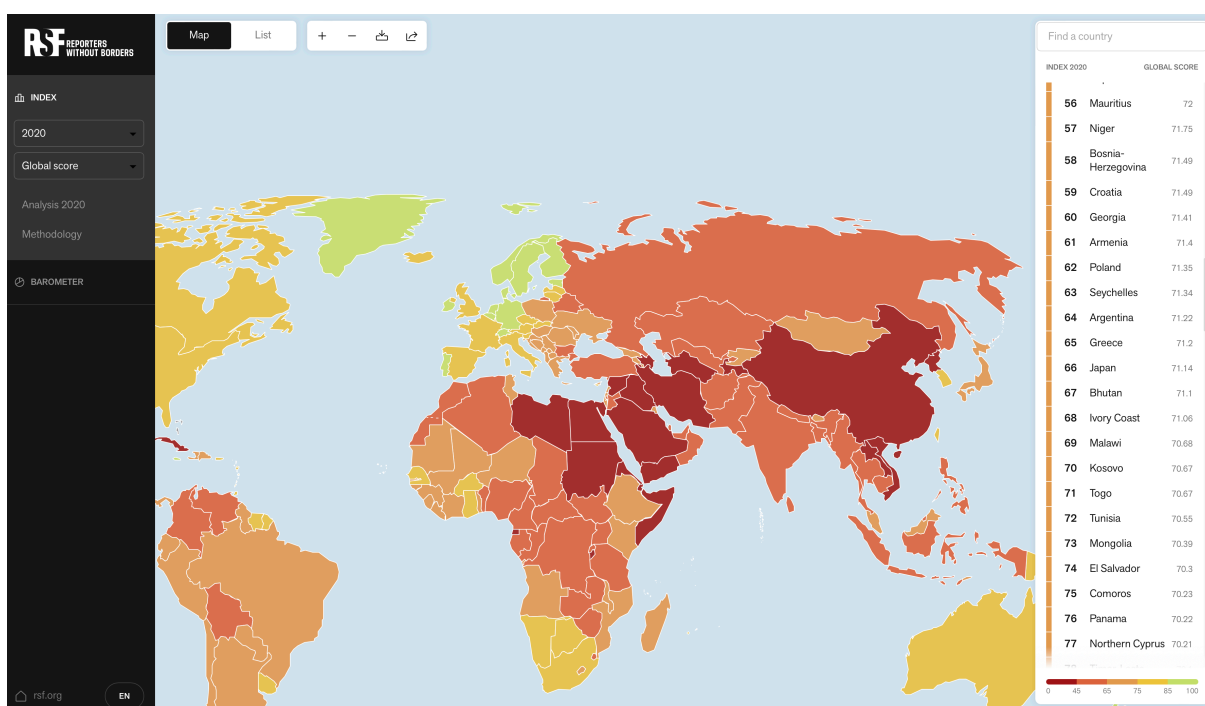 RSF REPORTERS
WITHOUT BORDERS
INDEX
2020
Global score
Analysis 2020
Methodology
BAROMETER
rsf.org
EN
Map List
Find a country
INDEX 2020 GLOBAL SCORE
56 Mauritius 72
57 Niger 71.75
58 Bosnia-
Herzegovina 71.49
59 Croatia 71.49
60 Georgia 71.41
61 Armenia 71.4
62 Poland 71.35
63 Seychelles 71.34
64 Argentina 71.22
65 Greece 71.2
66 Japan 71.14
67 Bhutan 71.1
68 Ivory Coast 71.06
69 Malawi 70.68
70 Kosovo 70.67
71 Togo 70.67
72 Tunisia 70.55
73 Mongolia 70.39
74 El Salvador 70.3
75 Comoros 70.23
76 Panama 70.22
77 Northern Cyprus 70.21
0 45 65 75 85 100